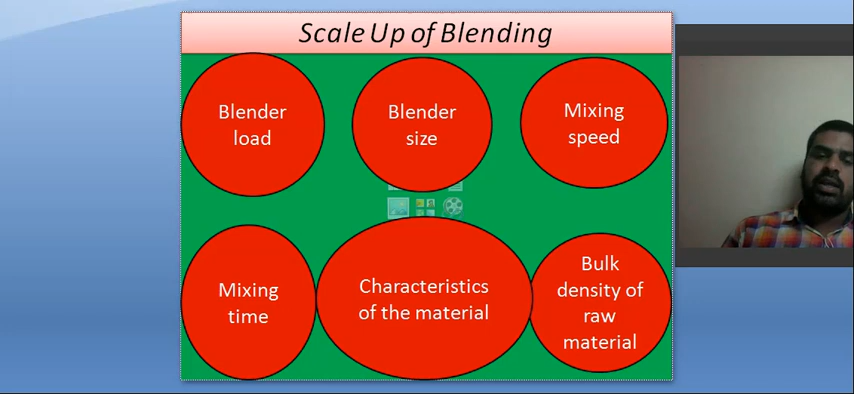 Scale Up of Blending
Blender
load
Blender
size
Mixing
speed
Mixing
time
Characteristics
of the material
Bulk
density of
raw
material